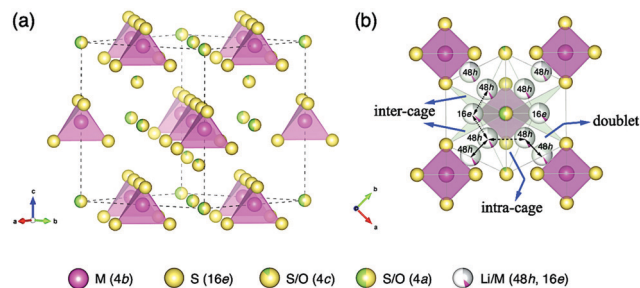 (a)
(b)
48h
48h
48h
48h
inter-cage
16e
16e
doublet
48h
48h
48h
48h
intra-cage
c
a
b
b
a
M (4b)
S (16e)
S/O (4c)
S/O (4a)
Li/M (48h, 16e)